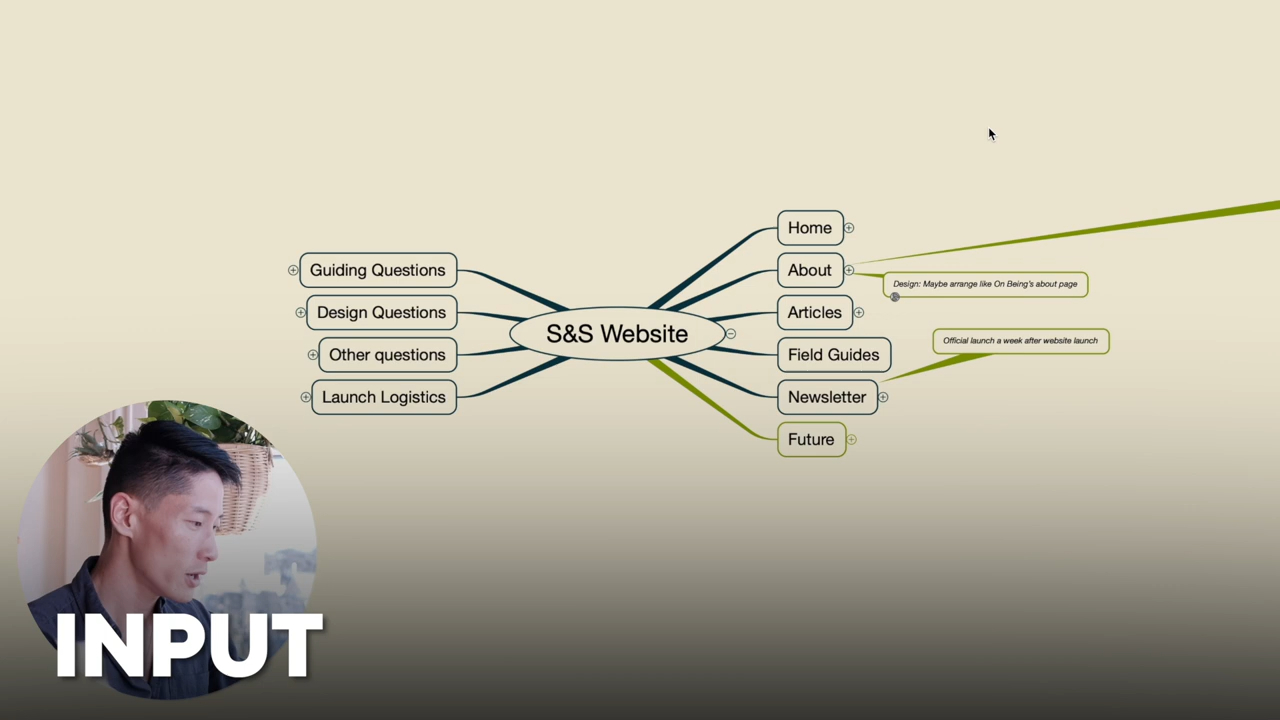 Home
Guiding Questions
About
Design: Maybe arrange like On Being's about page
Design Questions
Articles
S&S Website
Official launch a week after website launch
Other questions
Field Guides
Launch Logistics
Newsletter
Future
INPUT